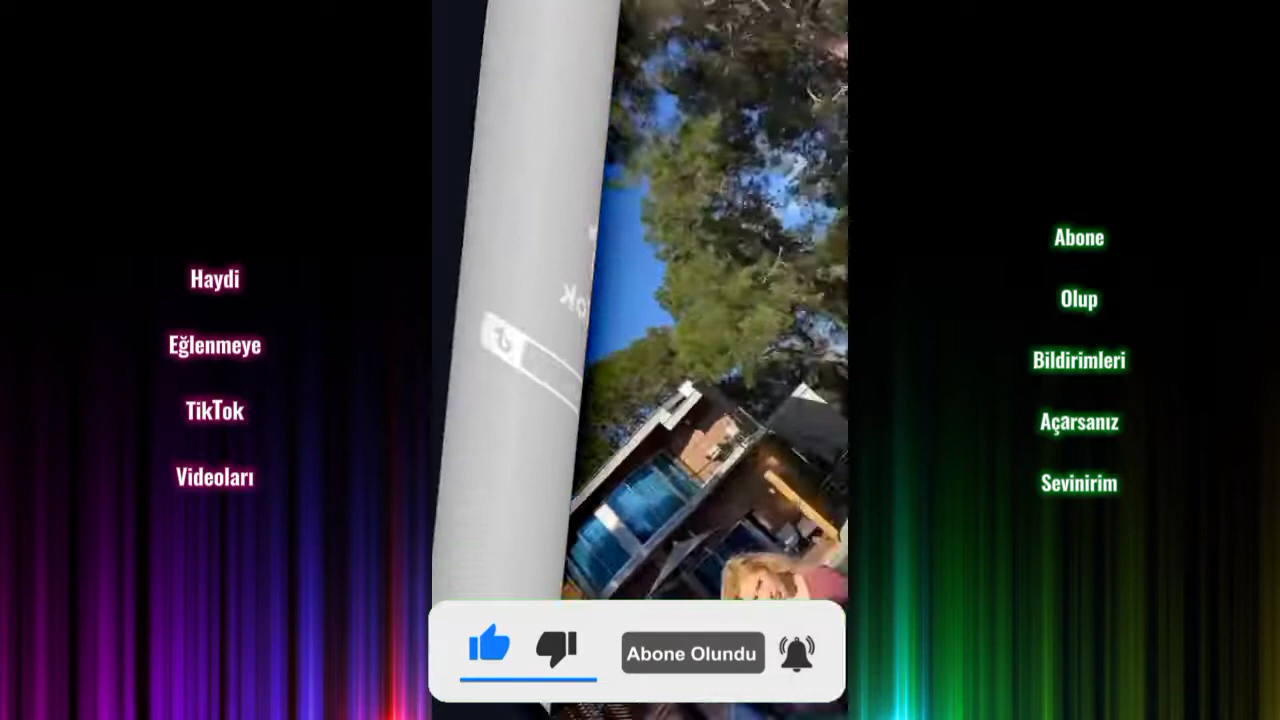 Haydi
Eğlenmeye
TikTok
Videoları
Abone
Olup
Bildirimleri
Açarsanız
Sevinirim
Abone Olundu